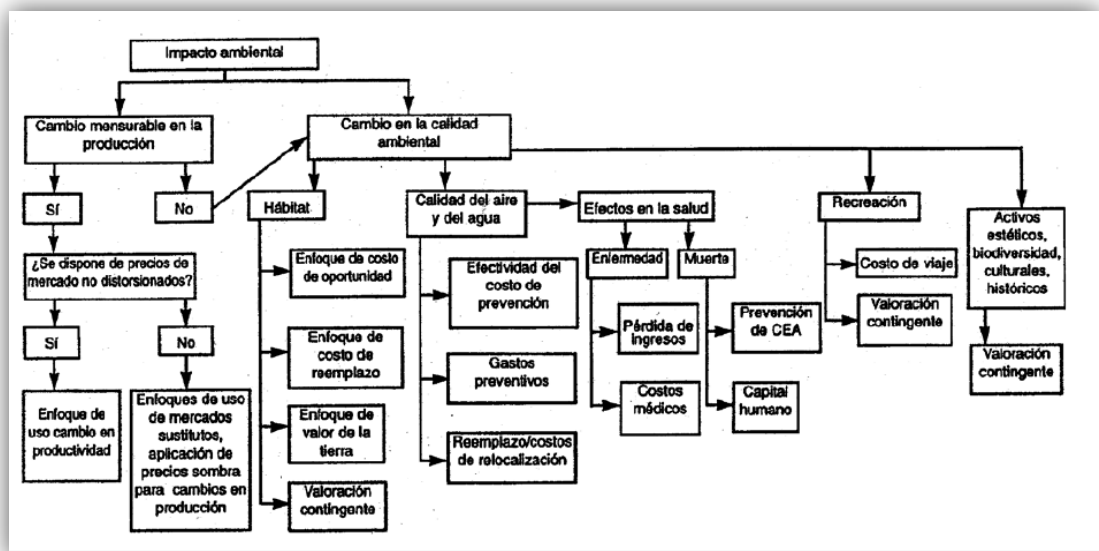 Impacto ambiental
Cambio mensurable en la
producción
Cambio en la calidad
ambiental
Sí
No
Hábitat
Calidad del aire
y del agua
Efectos en la salud
Recreación
Activos
estéticos,
biodiversidad,
culturales,
históricos
¿Se dispone de precios de
mercado no distorsionados?
Enfoque de costo
de oportunidad
Efectividad del
costo de
prevención
Enfermedad
Muerte
Costo de viaje
Sí
No
Enfoque de
costo de
reemplazo
Gastos
preventivos
Pérdida de
ingresos
Prevención
de CEA
Valoración
contingente
Valoración
contingente
Enfoque de
uso cambio en
productividad
Enfoques de uso
de mercados
sustitutos,
aplicación de
precios sombra
para cambios en
producción
Enfoque de
valor de la
tierra
Reemplazo/costos
de relocalización
Costos
médicos
Capital
humano
Valoración
contingente